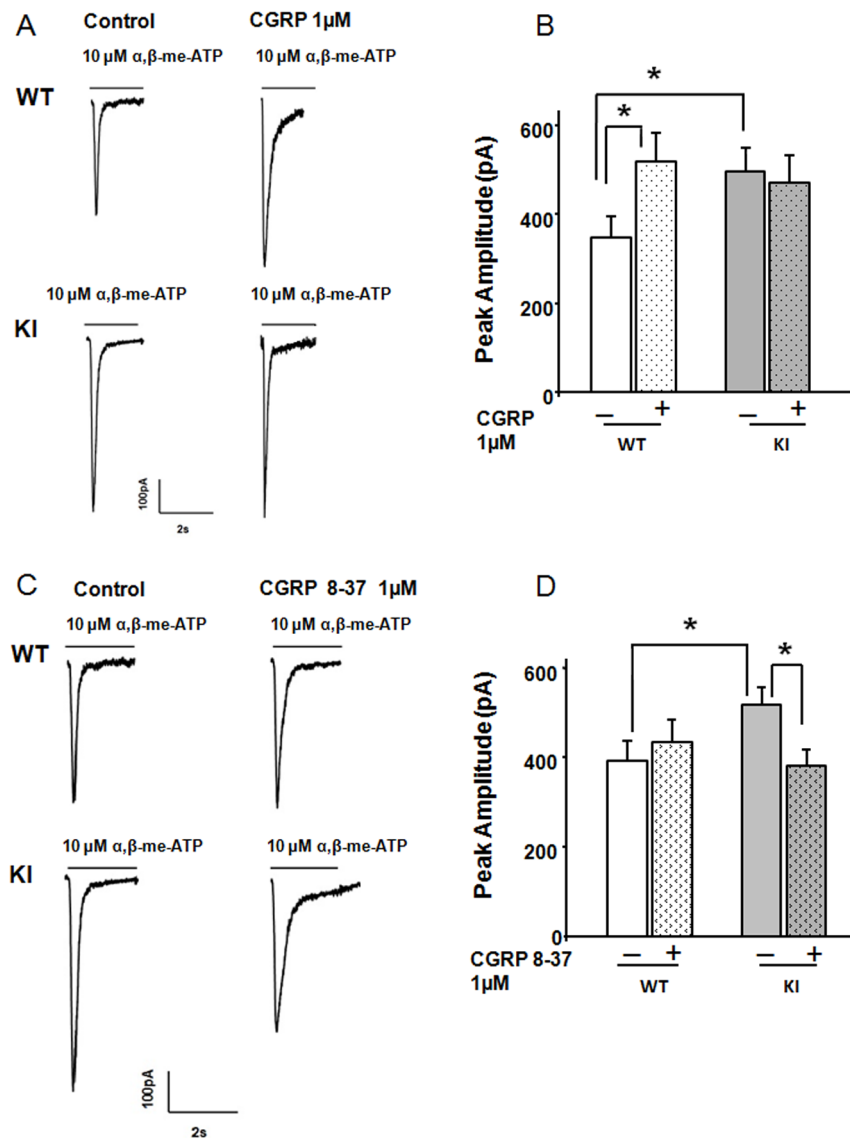 A
Control
CGRP 1µM
10 µM α,β-me-ATP
10 µM α,β-me-ATP
WT
10 µM α,β-me-ATP
10 µM α,β-me-ATP
KI
100pA
2s
B
*
*
600
400
200
0
Peak Amplitude (pA)
– + – +
CGRP
1µM
WT
KI
C
Control
CGRP 8-37 1µM
10 µM α,β-me-ATP
10 µM α,β-me-ATP
WT
10 µM α,β-me-ATP
10 µM α,β-me-ATP
KI
100pA
2s
D
*
*
600
400
200
0
Peak Amplitude (pA)
– + – +
CGRP 8-37
1µM
WT
KI